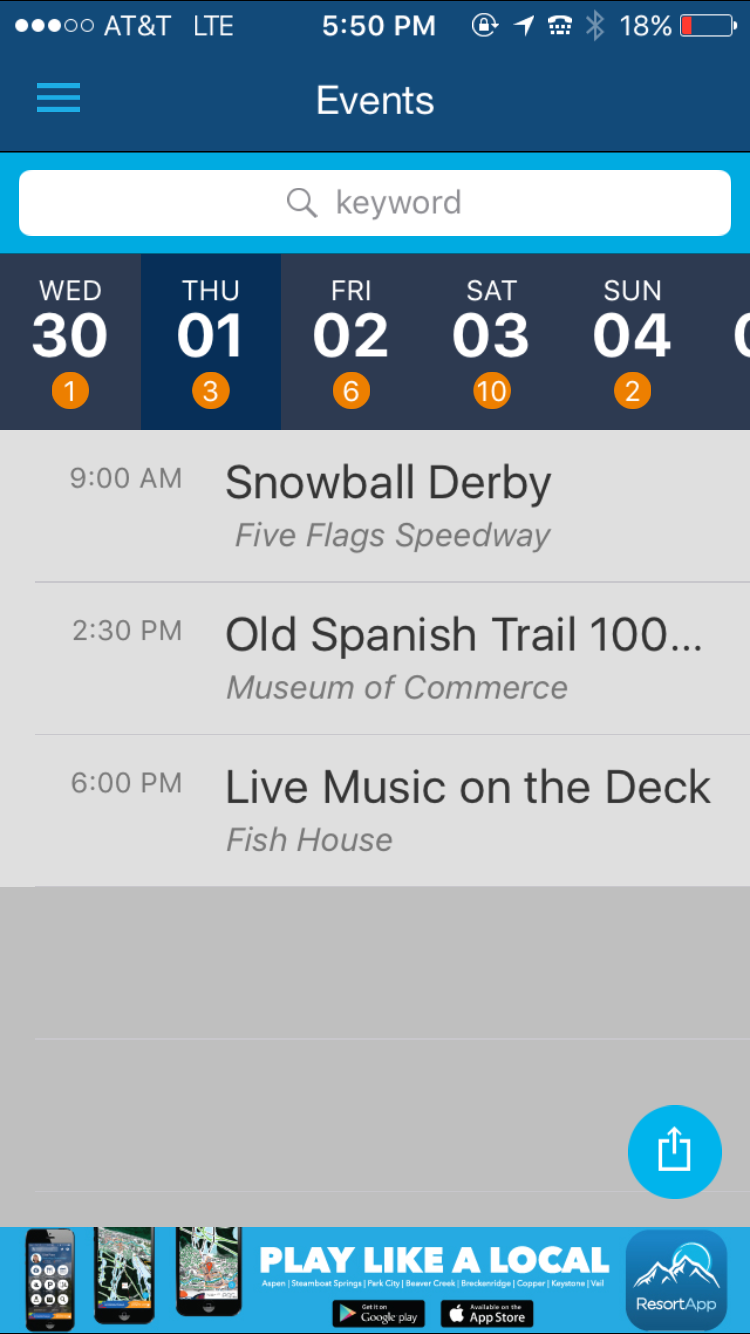 AT&T LTE 5:50 PM 18%
Events
keyword
WED THU FRI SAT SUN
30 01 02 03 04
1 3 6 10 2
9:00 AM Snowball Derby
Five Flags Speedway
2:30 PM Old Spanish Trail 100...
Museum of Commerce
6:00 PM Live Music on the Deck
Fish House
PLAY LIKE A LOCAL
Aspen | Steamboat Springs | Park City | Beaver Creek | Breckenridge | Copper | Keystone | Vail
Get it on Available on the
Google play App Store
ResortApp